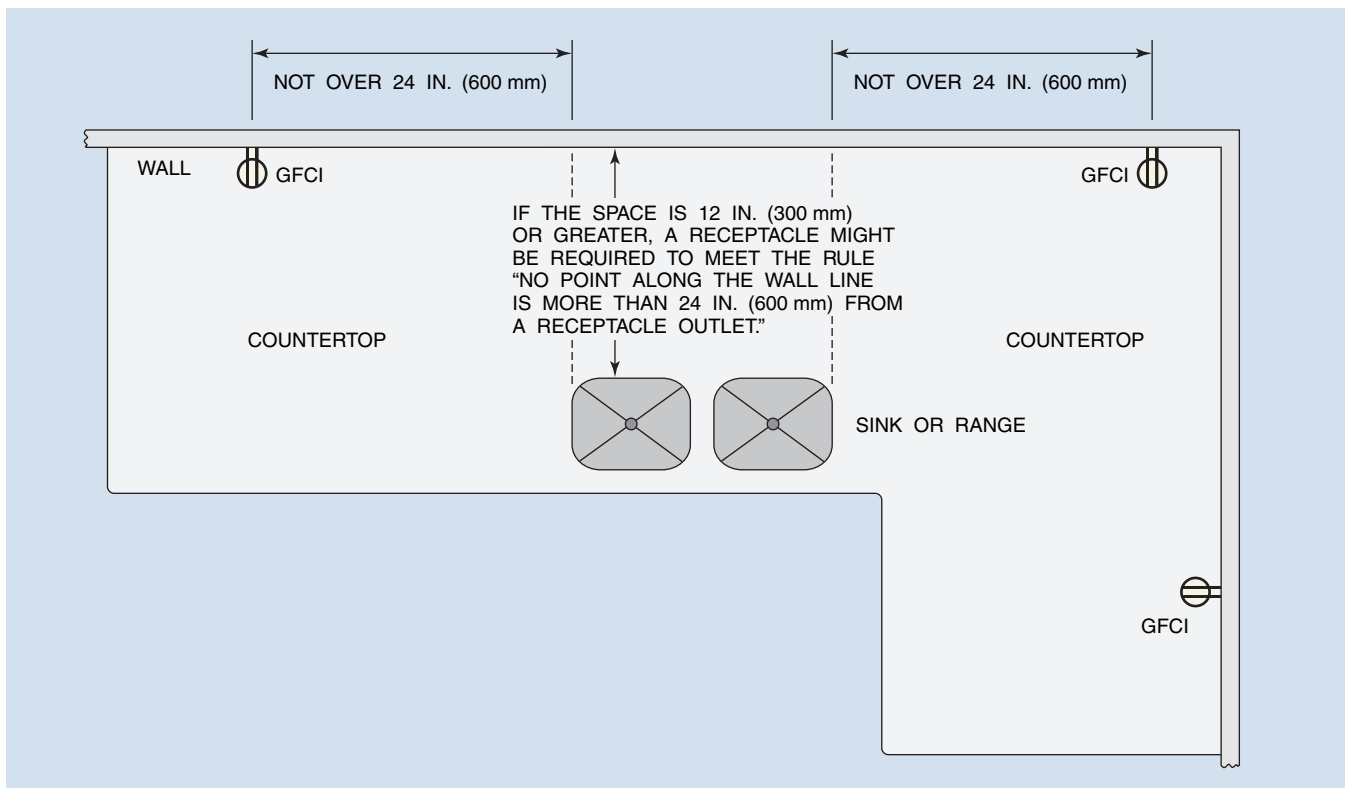 NOT OVER 24 IN. (600 mm)
NOT OVER 24 IN. (600 mm)
WALL
GFCI
GFCI
IF THE SPACE IS 12 IN. (300 mm)
OR GREATER, A RECEPTACLE MIGHT
BE REQUIRED TO MEET THE RULE
“NO POINT ALONG THE WALL LINE
IS MORE THAN 24 IN. (600 mm) FROM
A RECEPTACLE OUTLET.”
COUNTERTOP
COUNTERTOP
SINK OR RANGE
GFCI